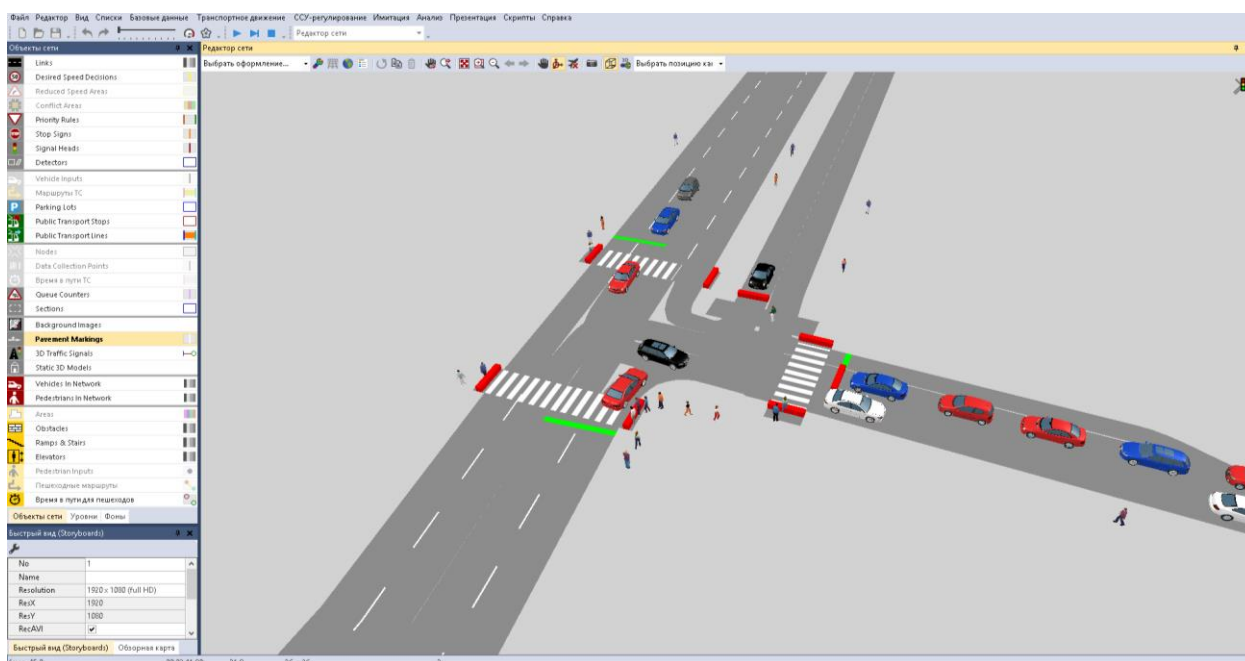 Файл Редактор Вид Списки Базовые данные Транспортное движение ССУ-регулирование Имитация Анализ Презентация Скрипты Справка
Редактор сети
Объекты сети
Редактор сети
Выбрать оформление...
Выбрать позицию ка
Links
Desired Speed Decisions
Reduced Speed Areas
Conflict Areas
Priority Rules
Stop Signs
Signal Heads
Detectors
Vehicle Inputs
Маршруты ТС
Parking Lots
Public Transport Stops
Public Transport Lines
Nodes
Data Collection Points
Время в пути ТС
Queue Counters
Sections
Background Images
Pavement Markings
3D Traffic Signals
Static 3D Models
Vehicles In Network
Pedestrians In Network
Areas
Obstacles
Ramps & Stairs
Elevators
Pedestrian Inputs
Пешеходные маршруты
Время в пути для пешеходов
Объекты сети Уровни Фоны
Быстрый вид (Storyboards)
No 1
Name
Resolution 1920 x 1080 (full HD)
ResX 1920
ResY 1080
RecAVI
Быстрый вид (Storyboards) Обзорная карта